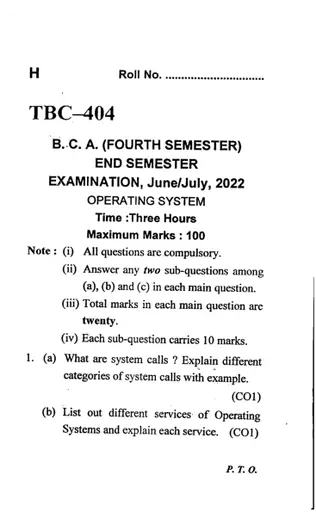 H Roll No. ..............................
TBC–404
B. C. A. (FOURTH SEMESTER)
END SEMESTER
EXAMINATION, June/July, 2022
OPERATING SYSTEM
Time :Three Hours
Maximum Marks : 100
Note : (i) All questions are compulsory.
(ii) Answer any two sub-questions among
(a), (b) and (c) in each main question.
(iii) Total marks in each main question are
twenty.
(iv) Each sub-question carries 10 marks.
1. (a) What are system calls ? Explain different
categories of system calls with example.
(CO1)
(b) List out different services of Operating
Systems and explain each service. (CO1)
P. T. O.